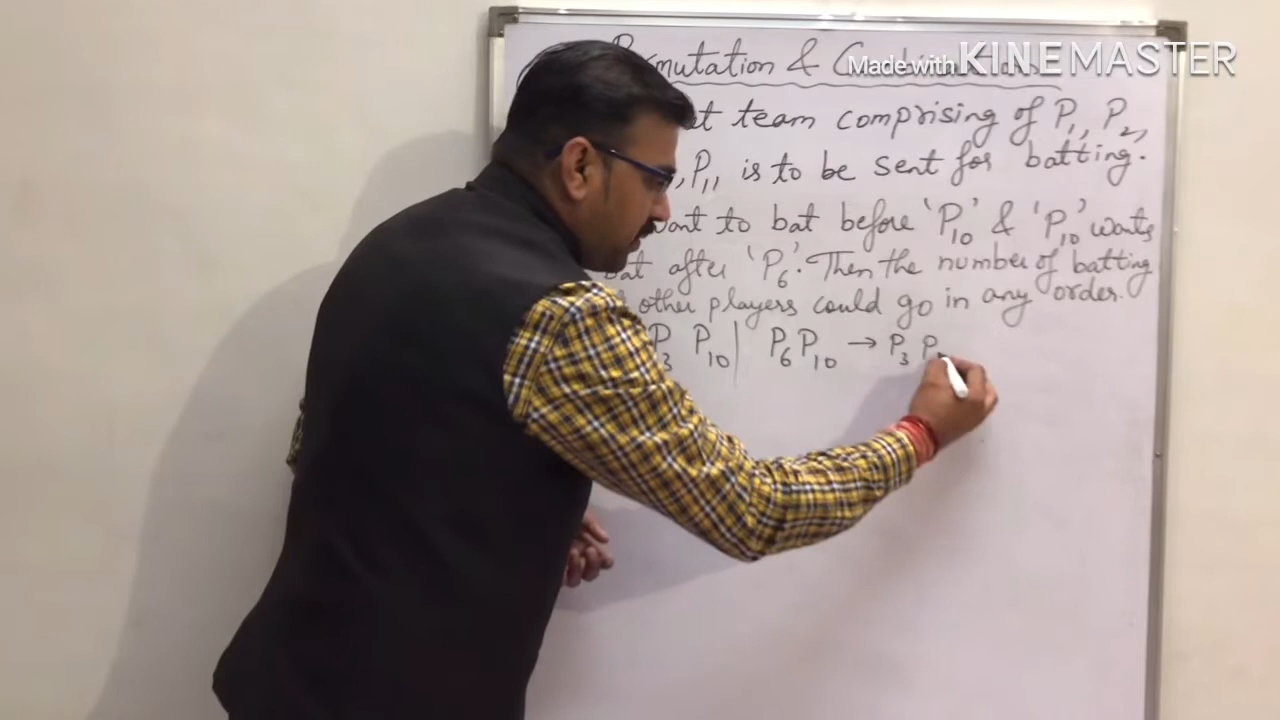 Permutation &
Made with KINEMASTER
team comprising of P1, P2,
, P11, is to be sent for batting.
want to bat before 'P10' & 'P10' wants
bat after 'P6'. Then the number of batting
other players could go in any order.
P3 P10 | P6 P10 → P3 P